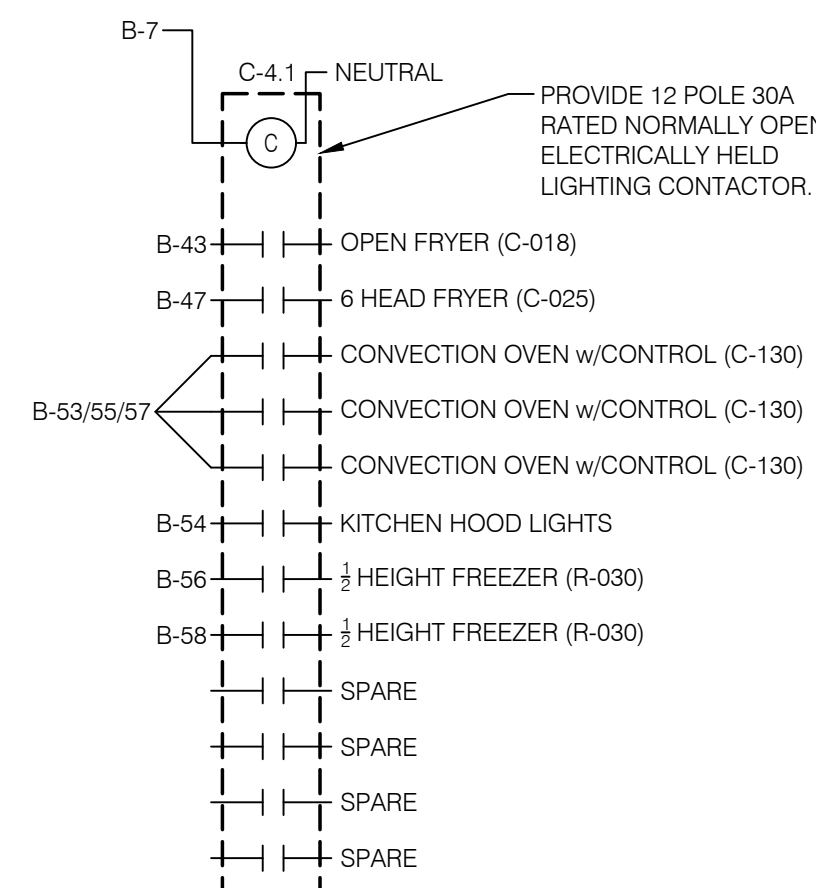 B-7
C-4.1
NEUTRAL
PROVIDE 12 POLE 30A
RATED NORMALLY OPEN
ELECTRICALLY HELD
LIGHTING CONTACTOR.
C
B-43
OPEN FRYER (C-018)
B-47
6 HEAD FRYER (C-025)
CONVECTION OVEN w/CONTROL (C-130)
B-53/55/57
CONVECTION OVEN w/CONTROL (C-130)
CONVECTION OVEN w/CONTROL (C-130)
B-54
KITCHEN HOOD LIGHTS
B-56
½ HEIGHT FREEZER (R-030)
B-58
½ HEIGHT FREEZER (R-030)
SPARE
SPARE
SPARE
SPARE